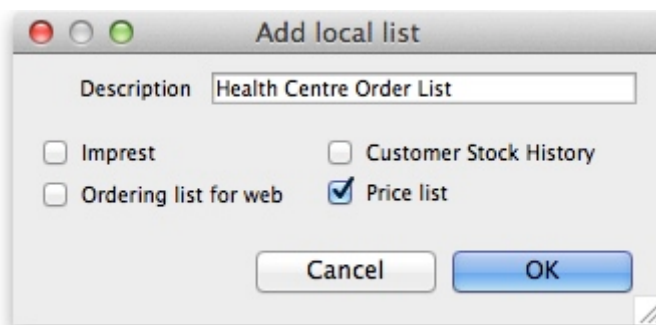 Add local list
Description Health Centre Order List
Imprest Customer Stock History
Ordering list for web Price list
Cancel OK